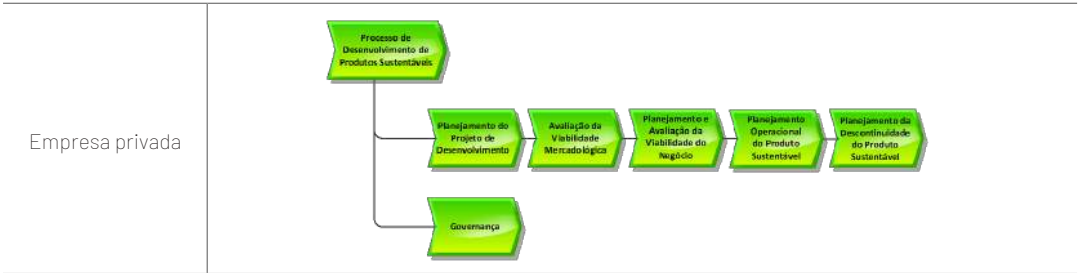 Empresa privada
Processo de
Desenvolvimento de
Produtos Sustentáveis
Planejamento do
Projeto de
Desenvolvimento
Avaliação da
Viabilidade
Mercadológica
Planejamento e
Avaliação da
Viabilidade do
Negócio
Planejamento
Operacional
do Produto
Sustentável
Planejamento da
Descontinuidade
do Produto
Sustentável
Governança